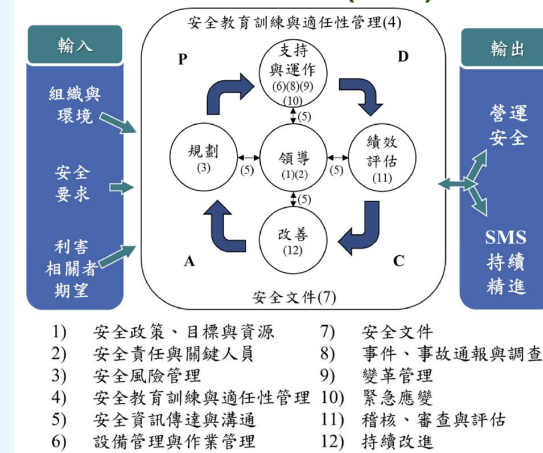 安全教育訓練與適任性管理(4)
輸入
組織與
環境
安全
要求
利害
相關者
期望
P
D
A
C
支持
與運作
(6)(8)(9)
(10)
(5)
規劃
(3)
(5)
領導
(1)(2)
(5)
績效
評估
(11)
(5)
改善
(12)
安全文件(7)
輸出
營運
安全
SMS
持續
精進
1) 安全政策、目標與資源
2) 安全責任與關鍵人員
3) 安全風險管理
4) 安全教育訓練與適任性管理
5) 安全資訊傳達與溝通
6) 設備管理與作業管理
7) 安全文件
8) 事件、事故通報與調查
9) 變革管理
10) 緊急應變
11) 稽核、審查與評估
12) 持續改進